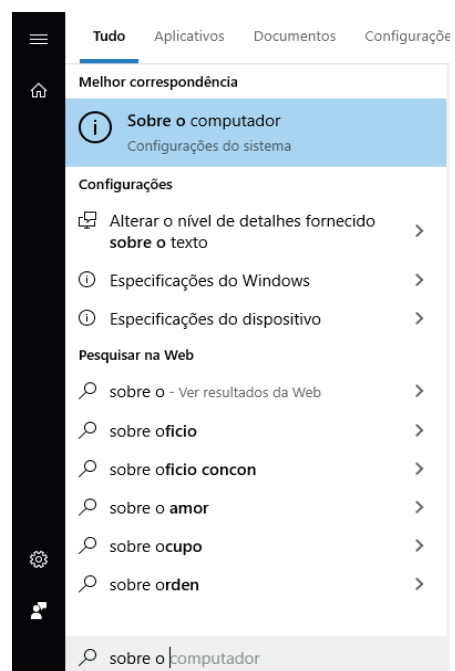 Tudo Aplicativos Documentos Configuraçõe
Melhor correspondência
Sobre o computador
Configurações do sistema
Configurações
Alterar o nível de detalhes fornecido
sobre o texto
Especificações do Windows
Especificações do dispositivo
Pesquisar na Web
sobre o - Ver resultados da Web
sobre oficio
sobre oficio concon
sobre o amor
sobre ocupo
sobre orden
sobre o computador